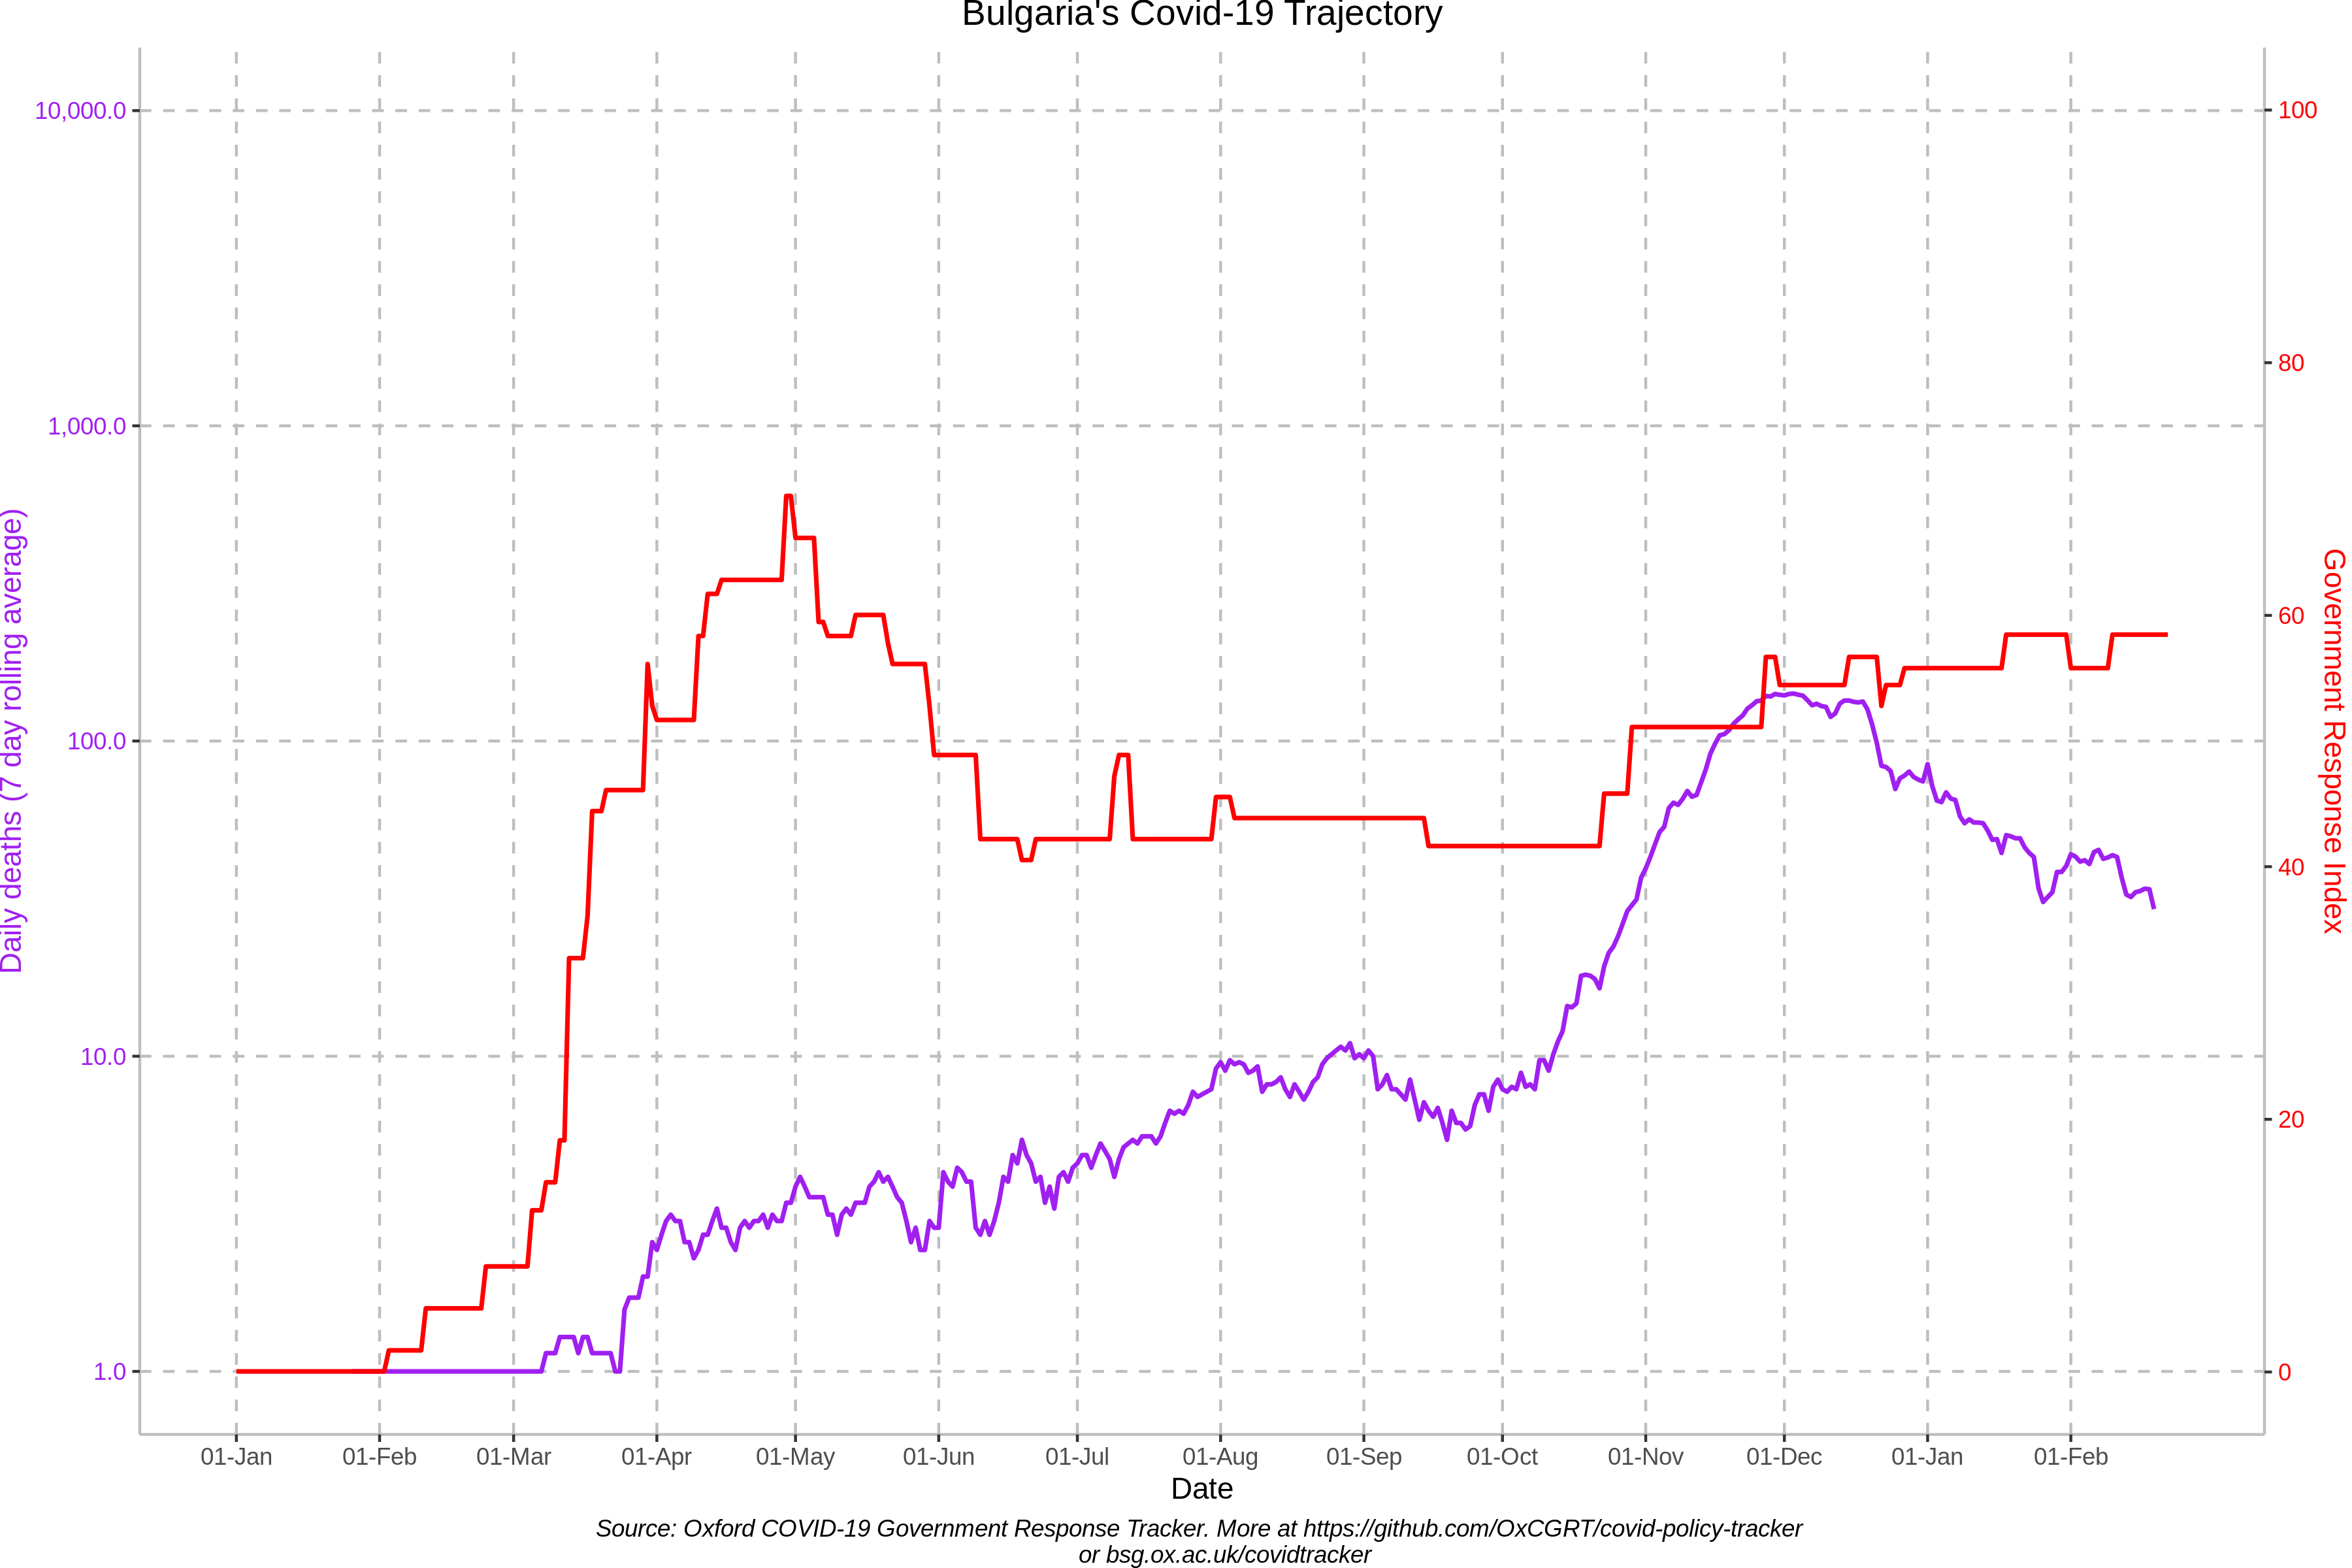 Bulgaria's Covid-19 Trajectory
10,000.0
1,000.0
100.0
10.0
1.0
Daily deaths (7 day rolling average)
100
80
60
40
20
0
Government Response Index
01-Jan
01-Feb
01-Mar
01-Apr
01-May
01-Jun
01-Jul
01-Aug
01-Sep
01-Oct
01-Nov
01-Dec
01-Jan
01-Feb
Date
Source: Oxford COVID-19 Government Response Tracker. More at https://github.com/OxCGRT/covid-policy-tracker
or bsg.ox.ac.uk/covidtracker